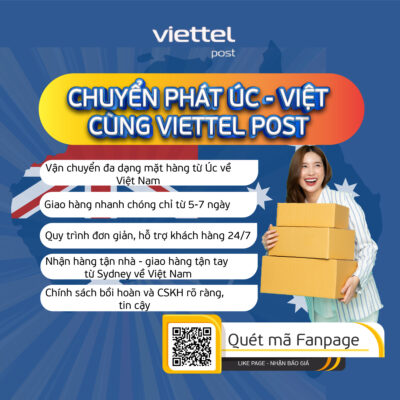 viettel
post
CHUYỂN PHÁT ÚC - VIỆT
CÙNG VIETTEL POST
Vận chuyển đa dạng mặt hàng từ Úc về
Việt Nam
Giao hàng nhanh chóng chỉ từ 5-7 ngày
Quy trình đơn giản, hỗ trợ khách hàng 24/7
Nhận hàng tận nhà - giao hàng tận tay
từ Sydney về Việt Nam
Chính sách bồi hoàn và CSKH rõ ràng,
tin cậy
Quét mã Fanpage
LIKE PAGE - NHẬN BÁO GIÁ